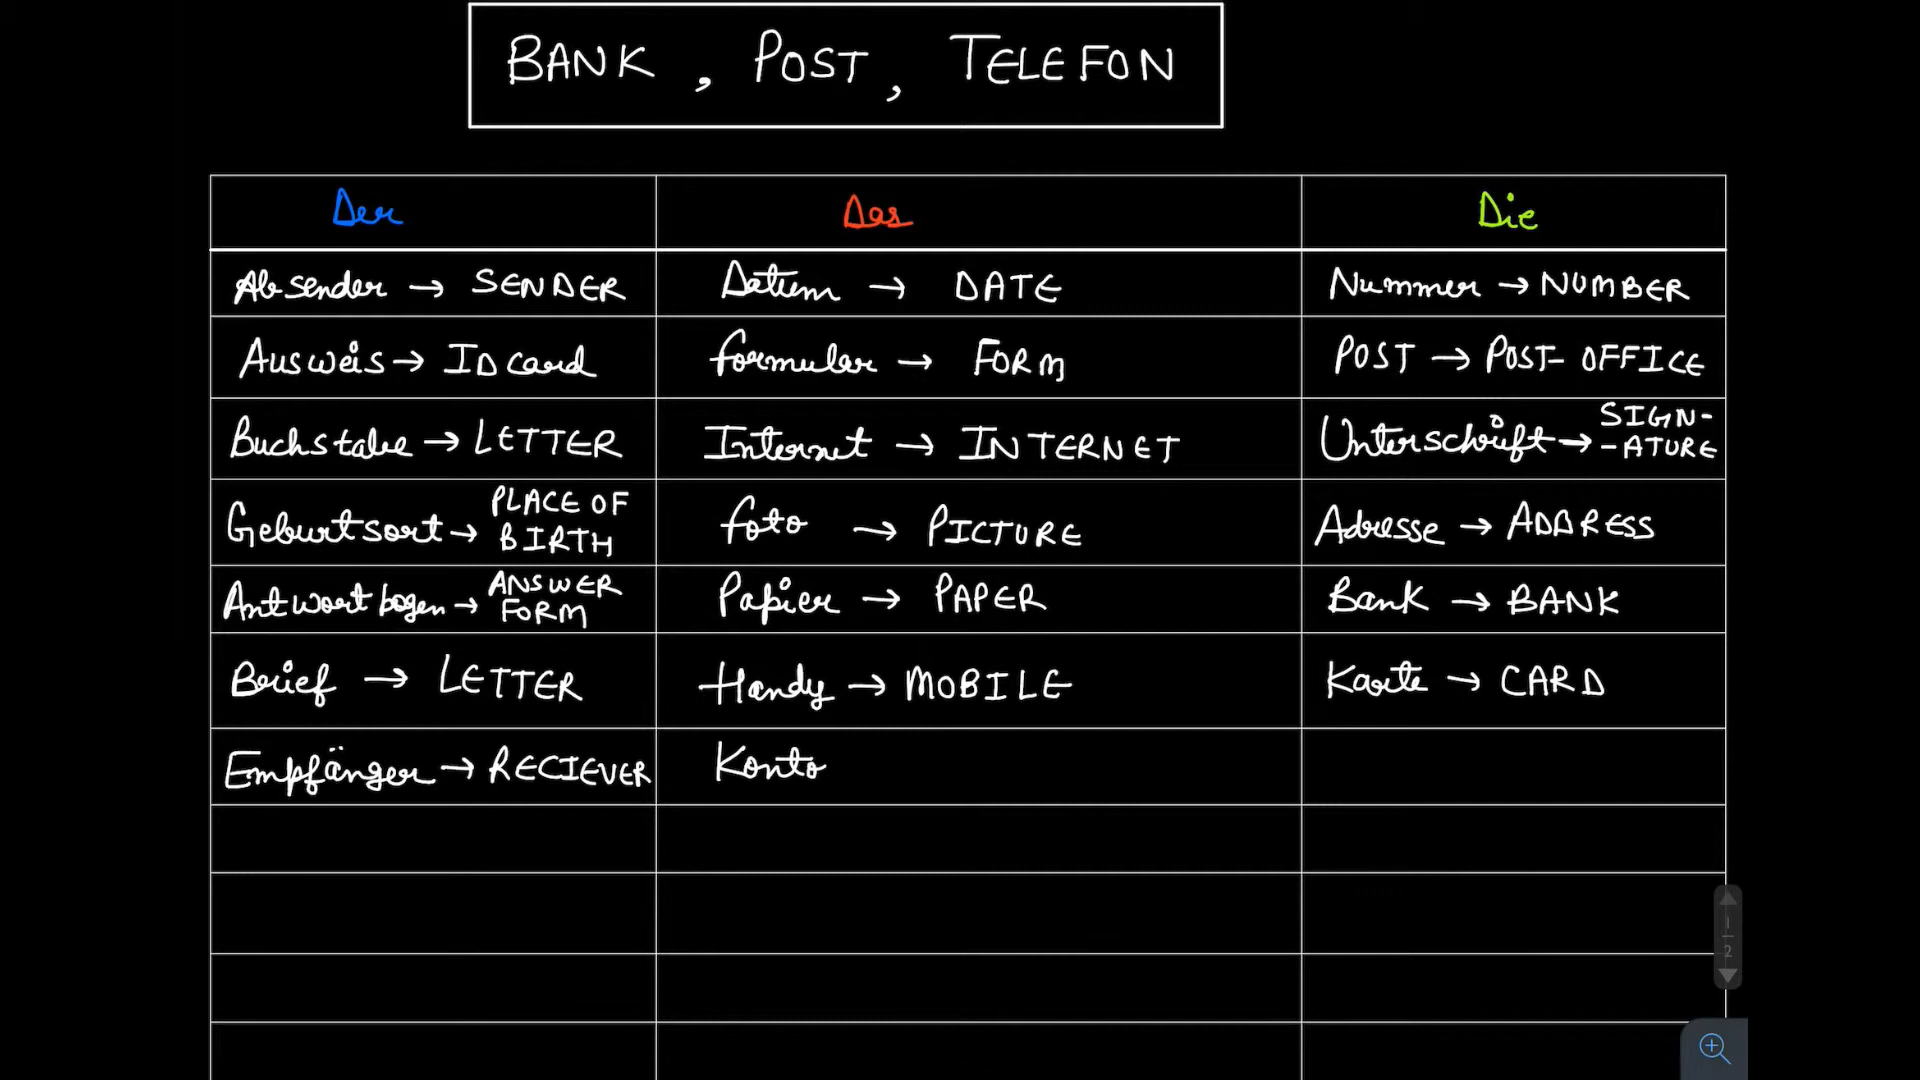 BANK, POST, TELEFON
Der Das Die
Absender → SENDER Datum → DATE Nummer → NUMBER
Ausweis → ID card Formular → FORM POST → POST-OFFICE
Buchstabe → LETTER Internet → INTERNET Unterschrift → SIGN-
-ATURE
Geburtsort → PLACE OF
BIRTH Foto → PICTURE Adresse → ADDRESS
Antwortbogen → ANSWER
FORM Papier → PAPER Bank → BANK
Brief → LETTER Handy → MOBILE Karte → CARD
Empfänger → RECIEVER Konto
1
2